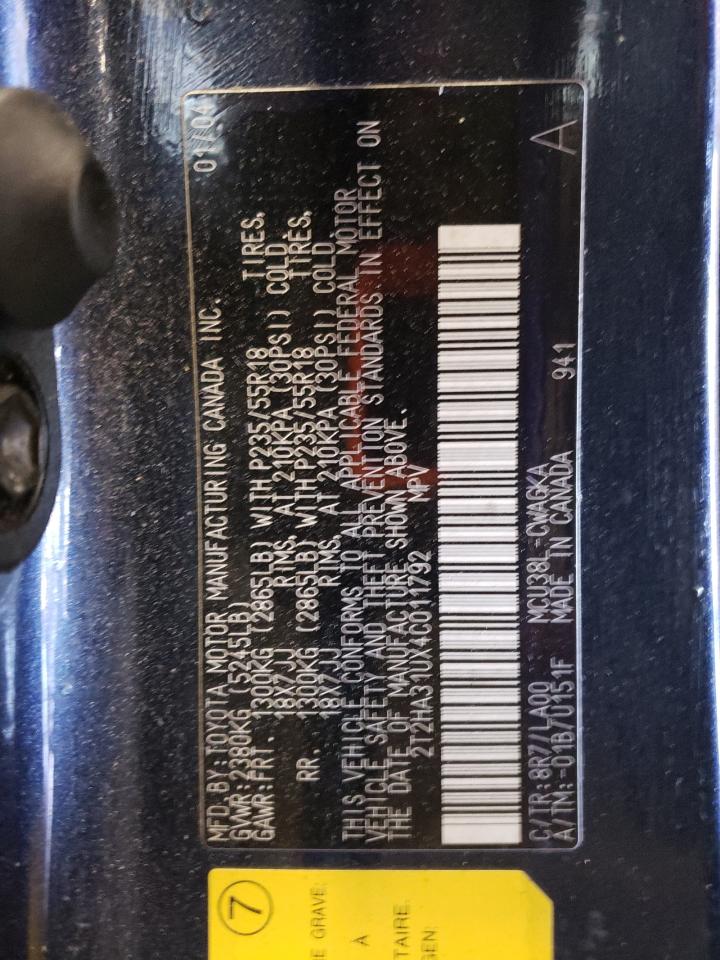 MFD. BY: TOYOTA MOTOR MANUFACTURING CANADA INC. 01/04
GVWR: 2380KG (5245LB)
GAWR: FRT. 1300KG (2865LB) WITH P235/55R18 TIRES,
18X7JJ RIMS, AT 210KPA (30PSI) COLD.
RR. 1300KG (2865LB) WITH P235/55R18 TIRES,
18X7JJ RIMS, AT 210KPA (30PSI) COLD.
THIS VEHICLE CONFORMS TO ALL APPLICABLE FEDERAL MOTOR
VEHICLE SAFETY AND THEFT PREVENTION STANDARDS IN EFFECT ON
THE DATE OF MANUFACTURE SHOWN ABOVE.
2T2HA31UX4C011792 MPV
C/TR: 8R7/LA00 MCU38L-CWAGKA 941 A
A/TM: -01B/U151F MADE IN CANADA
7
E GRAVE:
A
TAIRE.
GEN: